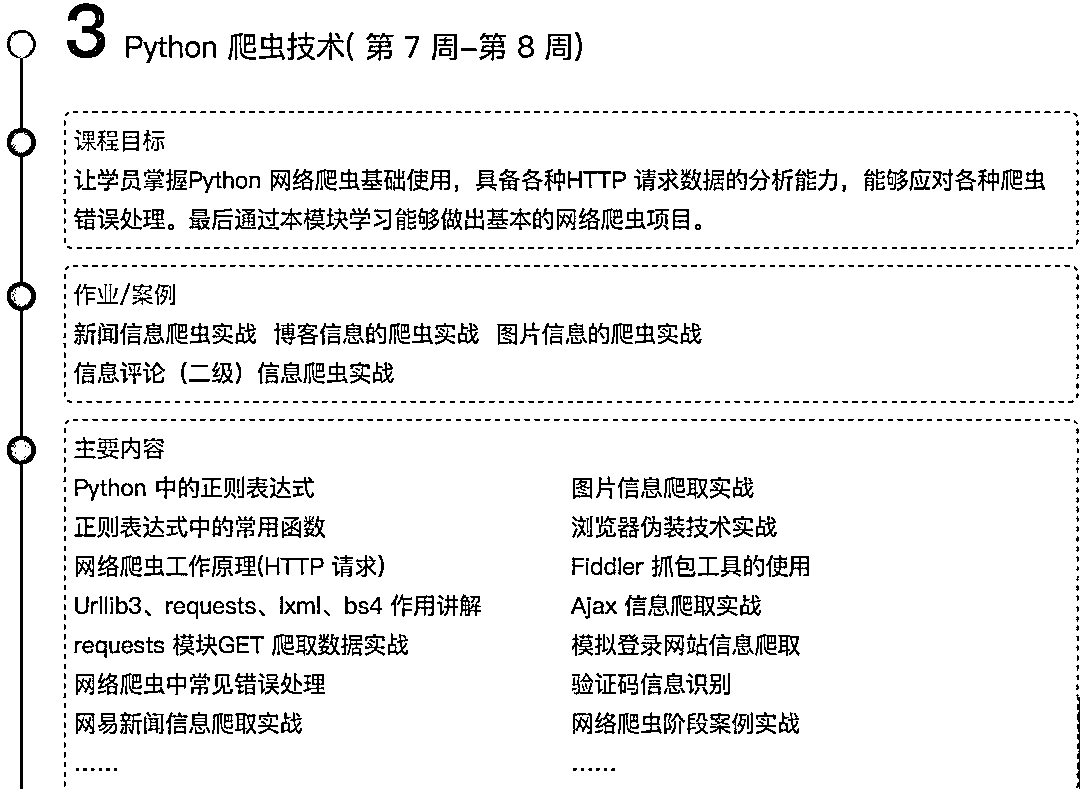 3 Python 爬虫技术( 第 7 周–第 8 周)
课程目标
让学员掌握Python 网络爬虫基础使用，具备各种HTTP 请求数据的分析能力，能够应对各种爬虫
错误处理。最后通过本模块学习能够做出基本的网络爬虫项目。
作业/案例
新闻信息爬虫实战 博客信息的爬虫实战 图片信息的爬虫实战
信息评论（二级）信息爬虫实战
主要内容
Python 中的正则表达式
正则表达式中的常用函数
网络爬虫工作原理(HTTP 请求)
Urllib3、requests、lxml、bs4 作用讲解
requests 模块GET 爬取数据实战
网络爬虫中常见错误处理
网易新闻信息爬取实战
......
图片信息爬取实战
浏览器伪装技术实战
Fiddler 抓包工具的使用
Ajax 信息爬取实战
模拟登录网站信息爬取
验证码信息识别
网络爬虫阶段案例实战
......